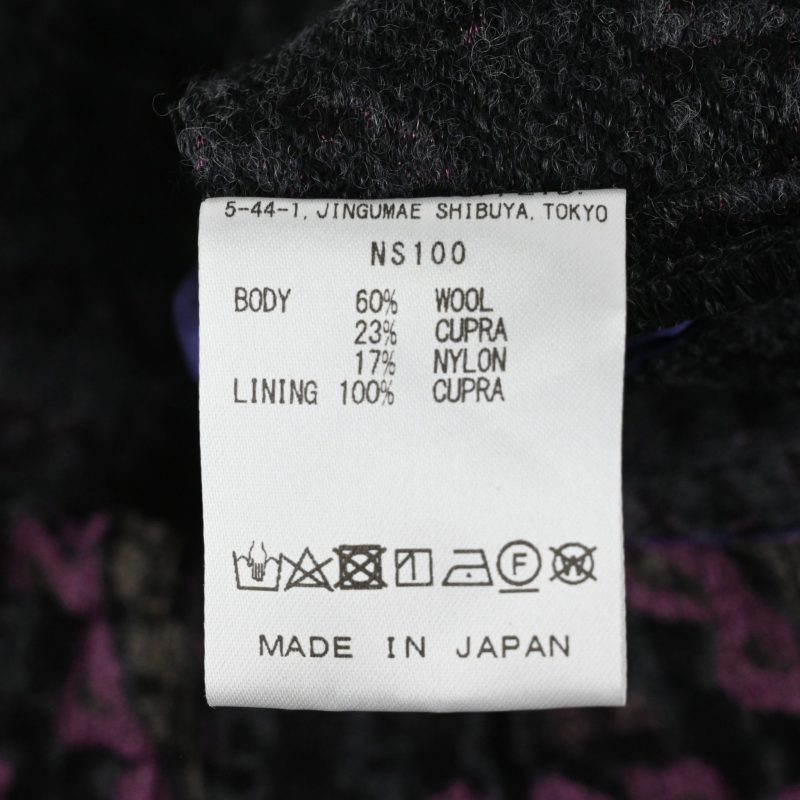 5-44-1, JINGUMAE SHIBUYA, TOKYO
NS100
BODY 60% WOOL
23% CUPRA
17% NYLON
LINING 100% CUPRA
F W
MADE IN JAPAN